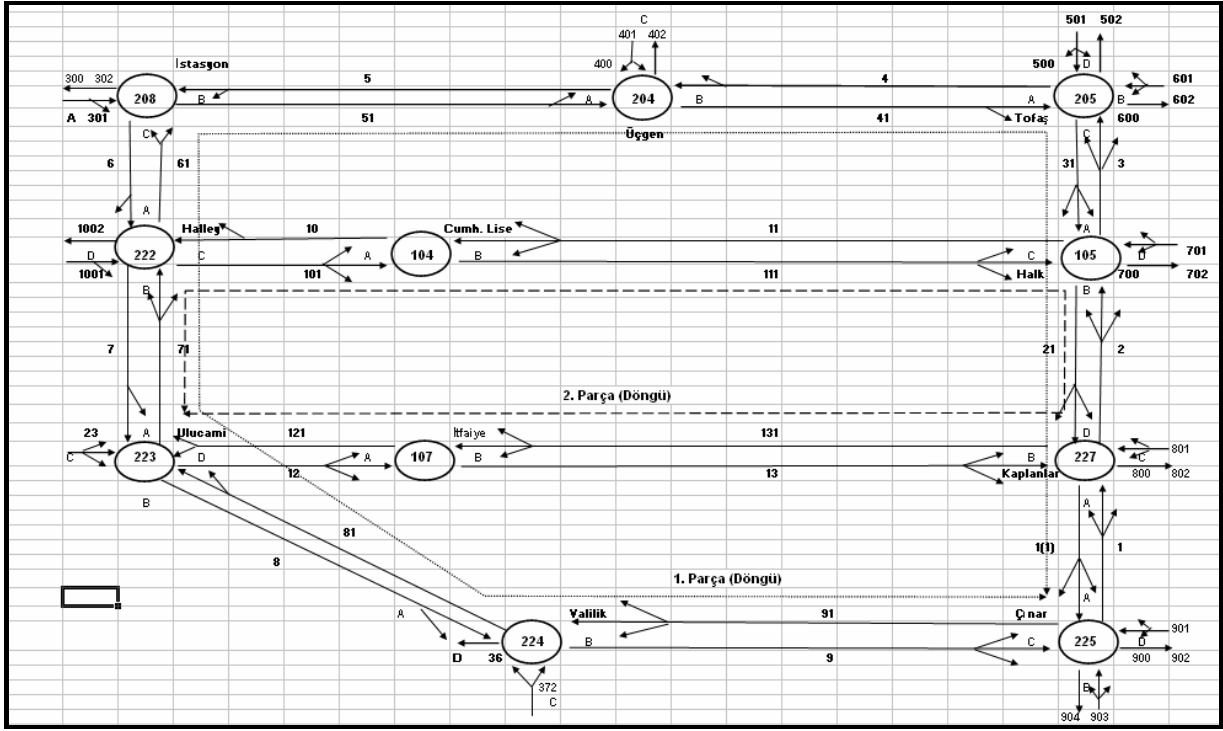 C
501 502
401 402
İstasyon
400
500 D
300 302
5
4
601
208
B
A
204
B
A
205
B
602
A 301
51
41
Tofaş
600
C
Üçgen
C
6
61
31
3
A
1002
Halleş
10
Cumh. Lise
11
A
701
D
222
C
A
104
B
C
105
D
1001
101
111
Halk
700
702
B
B
7
71
21
2
2. Parça (Döngü)
23
A
Ulucami
121
İtfaiye
131
D
801
C
223
D
A
107
B
B
227
C
12
13
Kaplanlar
800 802
B
A
81
1(1)
1
8
1. Parça (Döngü)
A
A
Valilik
91
Çınar
901
D
D 36
224
B
C
225
9
900 902
372
B
C
904 903